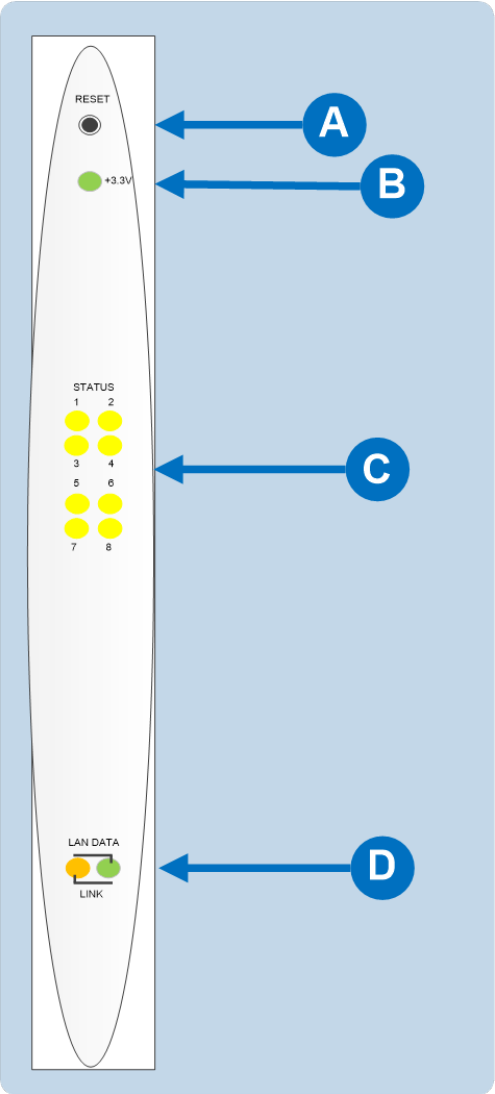 RESET
A
+3.3V
B
STATUS
1 2
3 4
C
5 6
7 8
LAN DATA
D
LINK